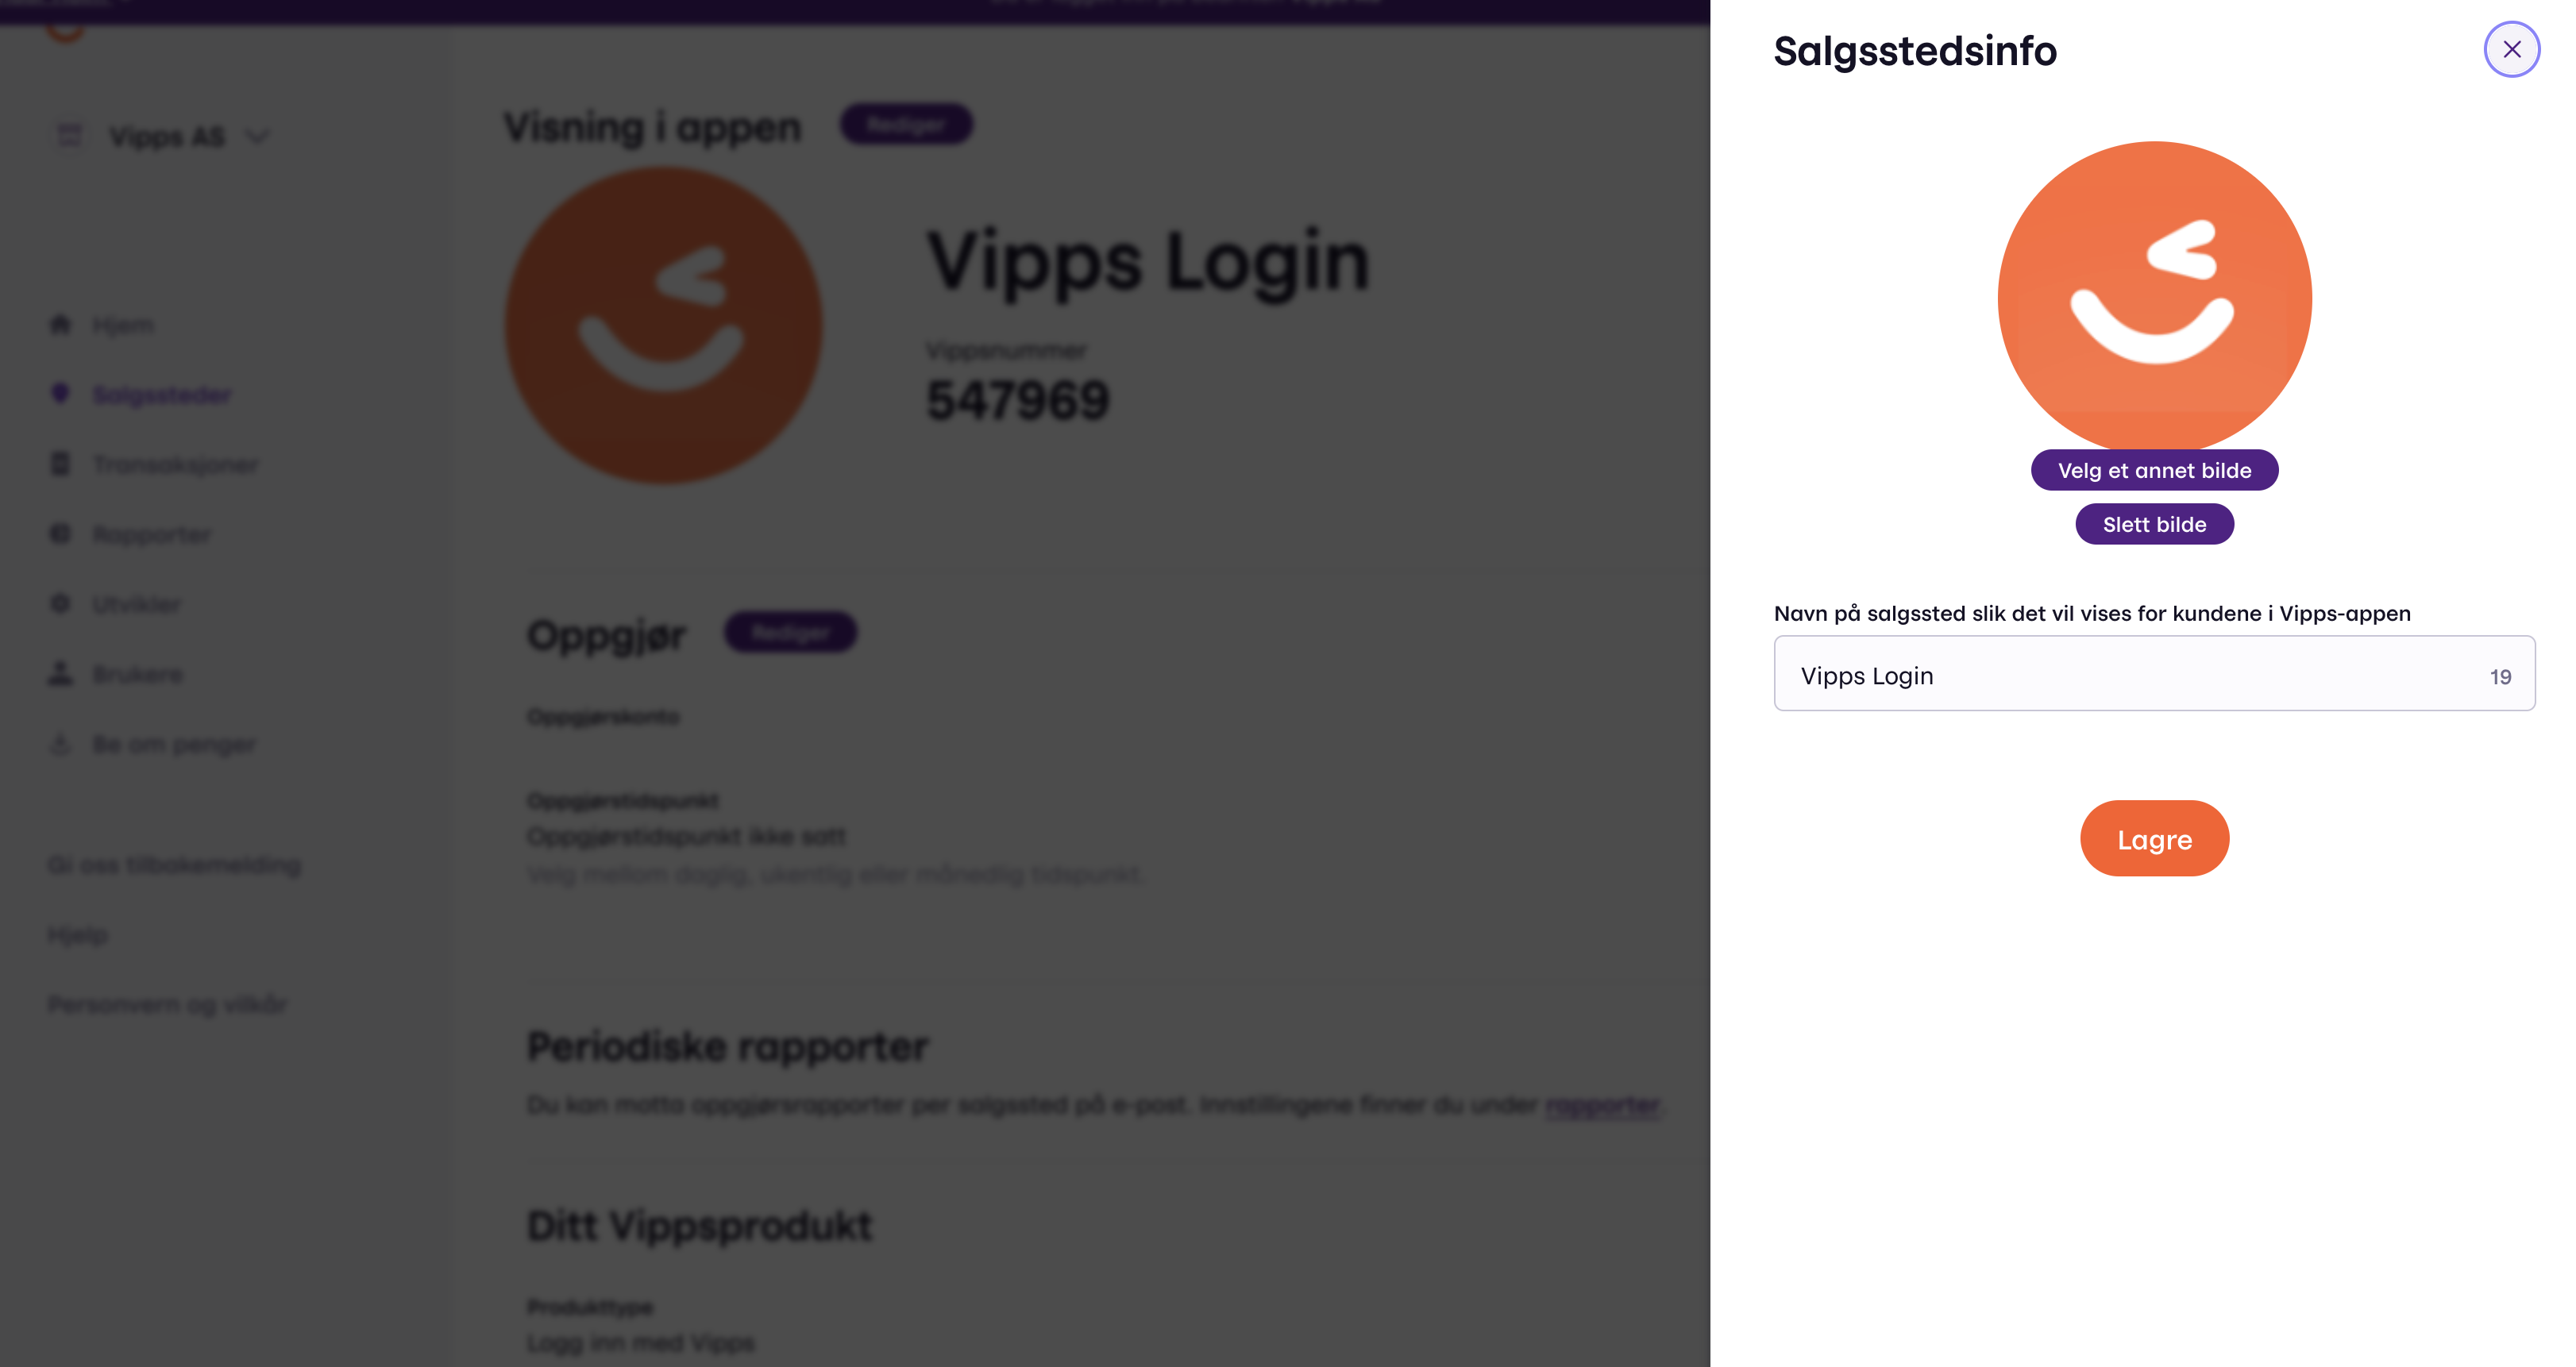 Vipps AS
Hjem
Salgssteder
Transaksjoner
Rapporter
Utvikler
Brukere
Be om penger
Gi oss tilbakemelding
Hjelp
Personvern og vilkår
Visning i appen
Rediger
Vipps Login
Vippsnummer
547969
Oppgjør
Rediger
Oppgjørskonto
Oppgjørstidspunkt
Oppgjørstidspunkt ikke satt
Velg mellom daglig, ukentlig eller månedlig tidspunkt.
Periodiske rapporter
Du kan motta oppgjørsrapporter per salgssted på e-post. Innstillingene finner du under rapporter.
Ditt Vippsprodukt
Produkttype
Logg inn med Vipps
Salgsstedsinfo
Velg et annet bilde
Slett bilde
Navn på salgssted slik det vil vises for kundene i Vipps-appen
Vipps Login 19
Lagre